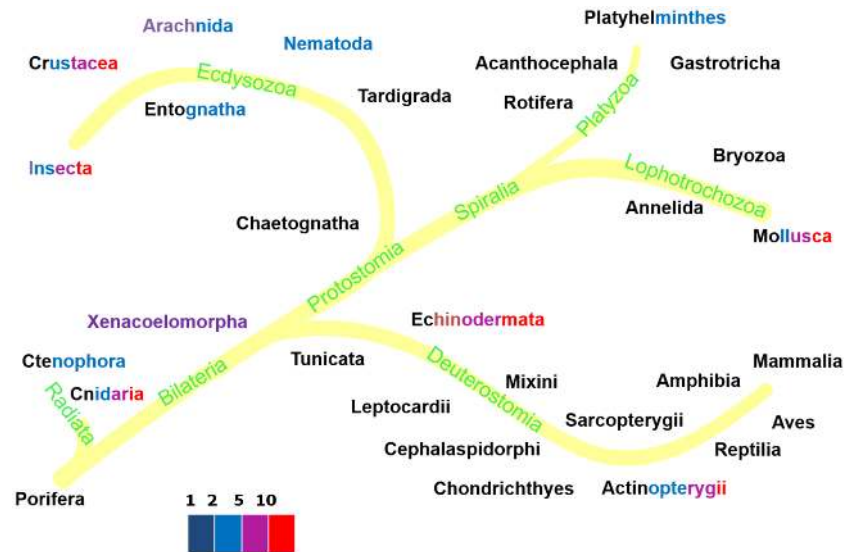 Platyhelminthes
Arachnida
Nematoda
Crustacea
Acanthocephala
Gastrotricha
Ecdysozoa
Tardigrada
Rotifera
Platyzoa
Entognatha
Bryozoa
Insecta
Lophotrochozoa
Spiralia
Annelida
Chaetognatha
Mollusca
Protostomia
Xenacoelomorpha
Echinodermata
Ctenophora
Tunicata
Bilateria
Deuterostomia
Mixini
Amphibia
Mammalia
Cnidaria
Radiata
Leptocardii
Sarcopterygii
Aves
Cephalaspidorphi
Reptilia
Porifera
Chondrichthyes
Actinopterygii
1 2 5 10